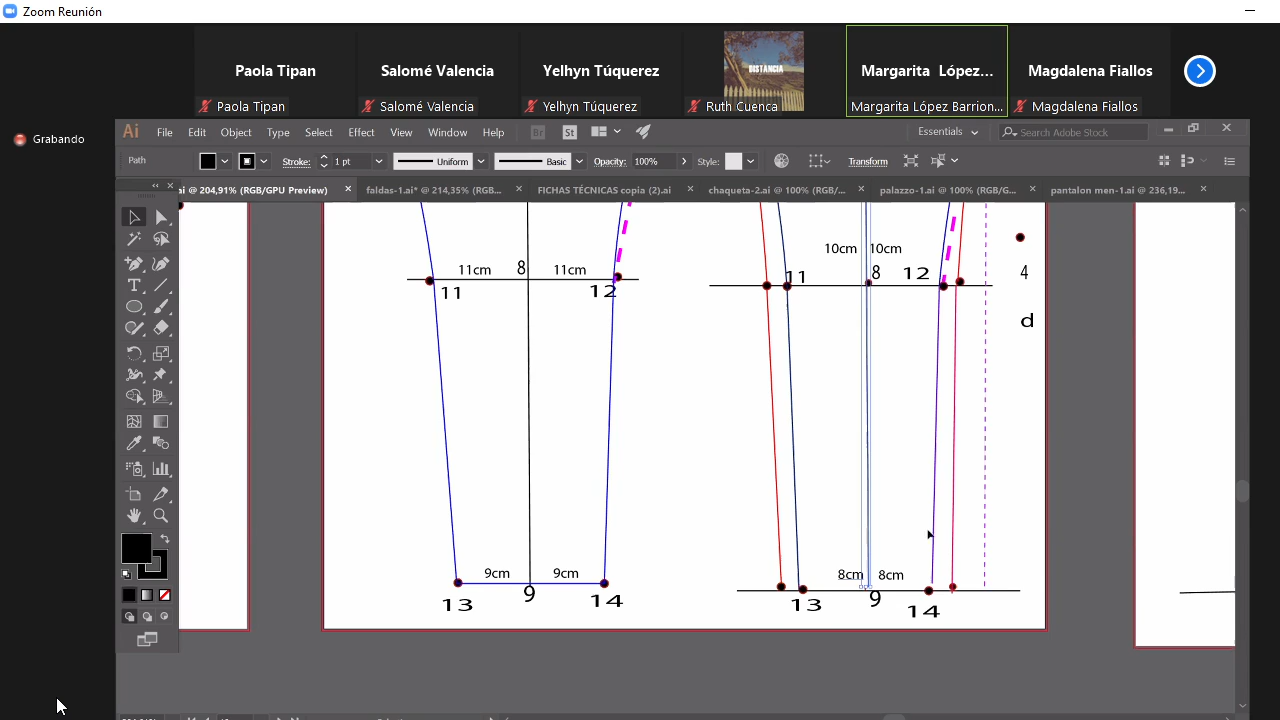 Zoom Reunión
Paola Tipan
Salomé Valencia
Yelhyn Túquerez
DISTANCIA
Margarita López...
Magdalena Fiallos
Paola Tipan
Salomé Valencia
Yelhyn Túquerez
Ruth Cuenca
Margarita López Barrion...
Magdalena Fiallos
Grabando
Ai File Edit Object Type Select Effect View Window Help Br St Essentials Search Adobe Stock
Path Stroke: 1 pt Uniform Basic Opacity: 100% Style: Transform
ai @ 204,91% (RGB/GPU Preview) × faldas-1.ai* @ 214,35% (RGB... × FICHAS TÉCNICAS copia (2).ai × chaqueta-2.ai @ 100% (RGB/... × palazzo-1.ai @ 100% (RGB/G... × pantalon men-1.ai @ 236,19... ×
10cm 10cm
11cm 8 11cm
11 12
11 8 12
4
d
9cm 9cm
13 9 14
8cm 8cm
13 9 14